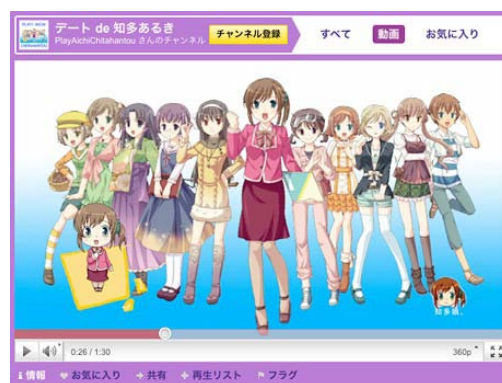 デート de 知多あるき
PlayAichiChitahantou さんのチャンネル
チャンネル登録
すべて
動画
お気に入り
知多娘。
0:26 / 1:30
360p
情報
お気に入り
共有
再生リスト
フラグ